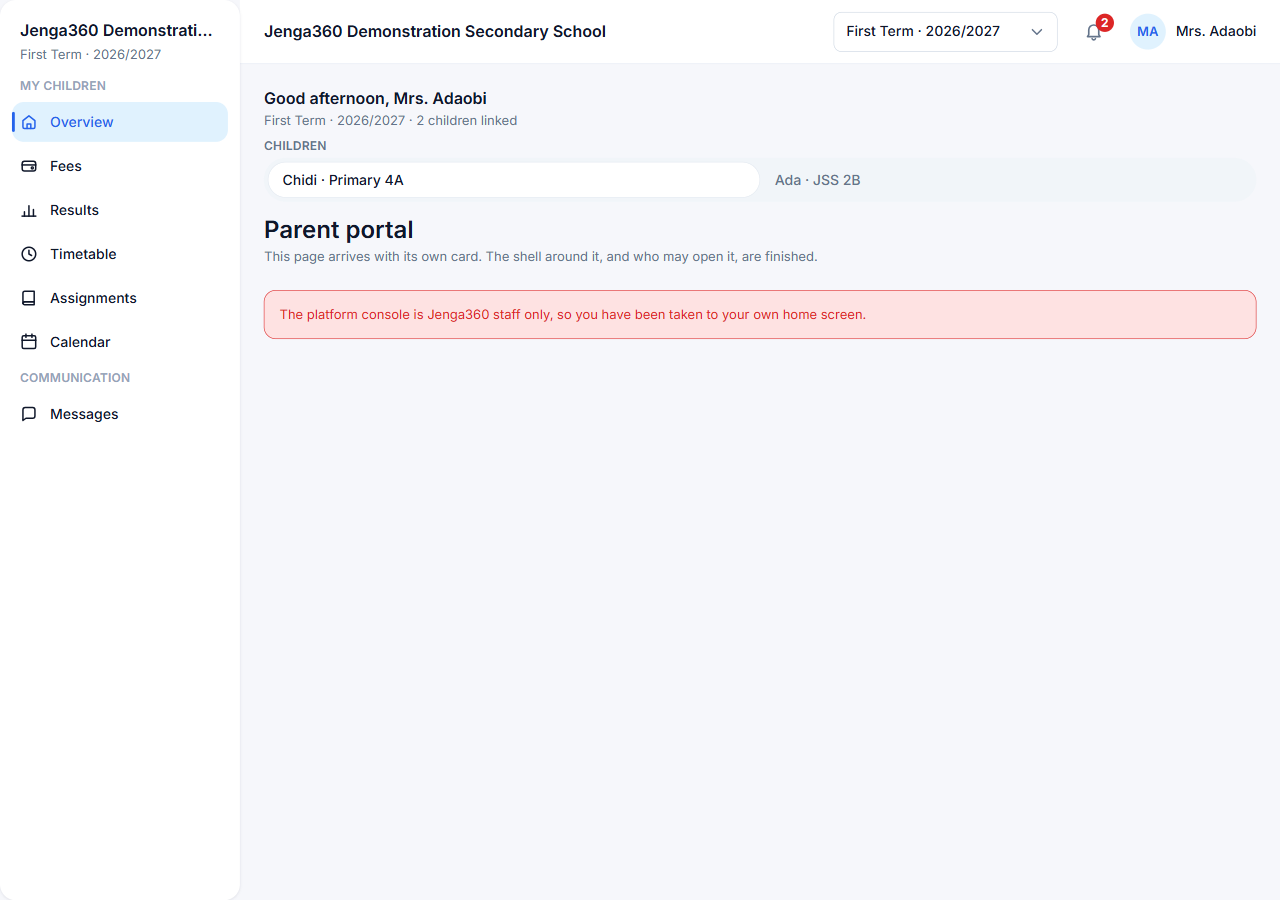 Jenga360 Demonstrati...
First Term · 2026/2027
MY CHILDREN
Overview
Fees
Results
Timetable
Assignments
Calendar
COMMUNICATION
Messages
Jenga360 Demonstration Secondary School
First Term · 2026/2027
2
MA
Mrs. Adaobi
Good afternoon, Mrs. Adaobi
First Term · 2026/2027 · 2 children linked
CHILDREN
Chidi · Primary 4A
Ada · JSS 2B
Parent portal
This page arrives with its own card. The shell around it, and who may open it, are finished.
The platform console is Jenga360 staff only, so you have been taken to your own home screen.